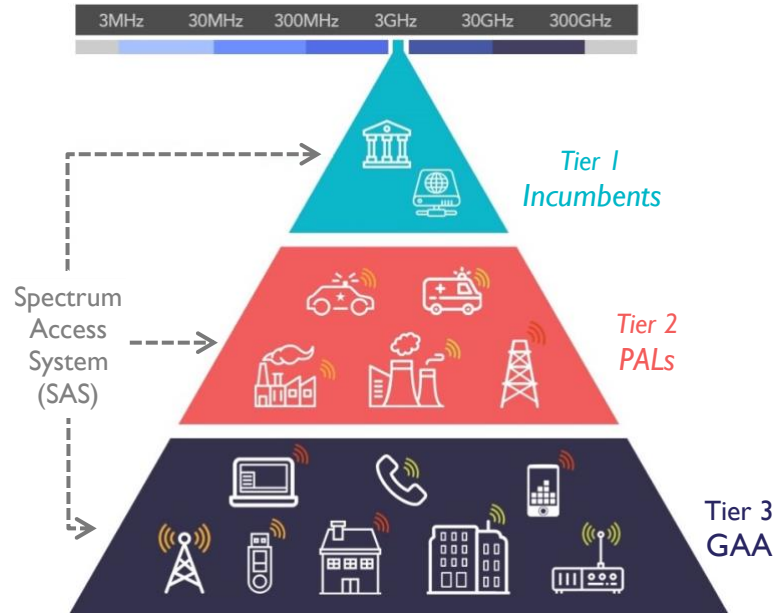 3MHz 30MHz 300MHz 3GHz 30GHz 300GHz
Tier 1
Incumbents
Spectrum
Access
System
(SAS)
Tier 2
PALs
Tier 3
GAA